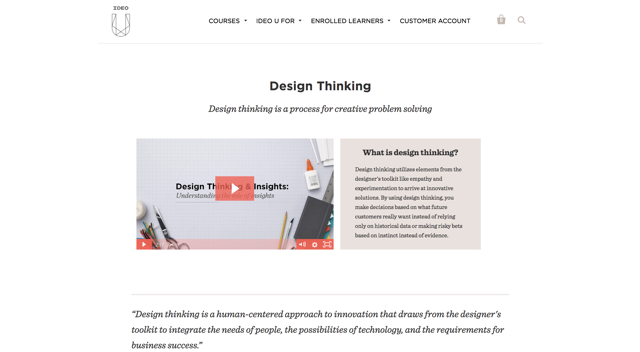 IDEO
U
COURSES
IDEO U FOR
ENROLLED LEARNERS
CUSTOMER ACCOUNT
Design Thinking
Design thinking is a process for creative problem solving
Design Thinking & Insights:
Understanding
insights
What is design thinking?
Design thinking utilizes elements from the
designer's toolkit like empathy and
experimentation to arrive at innovative
solutions. By using design thinking, you
make decisions based on what future
customers really want instead of relying
only on historical data or making risky bets
based on instinct instead of evidence.
“Design thinking is a human-centered approach to innovation that draws from the designer's
toolkit to integrate the needs of people, the possibilities of technology, and the requirements for
business success.”